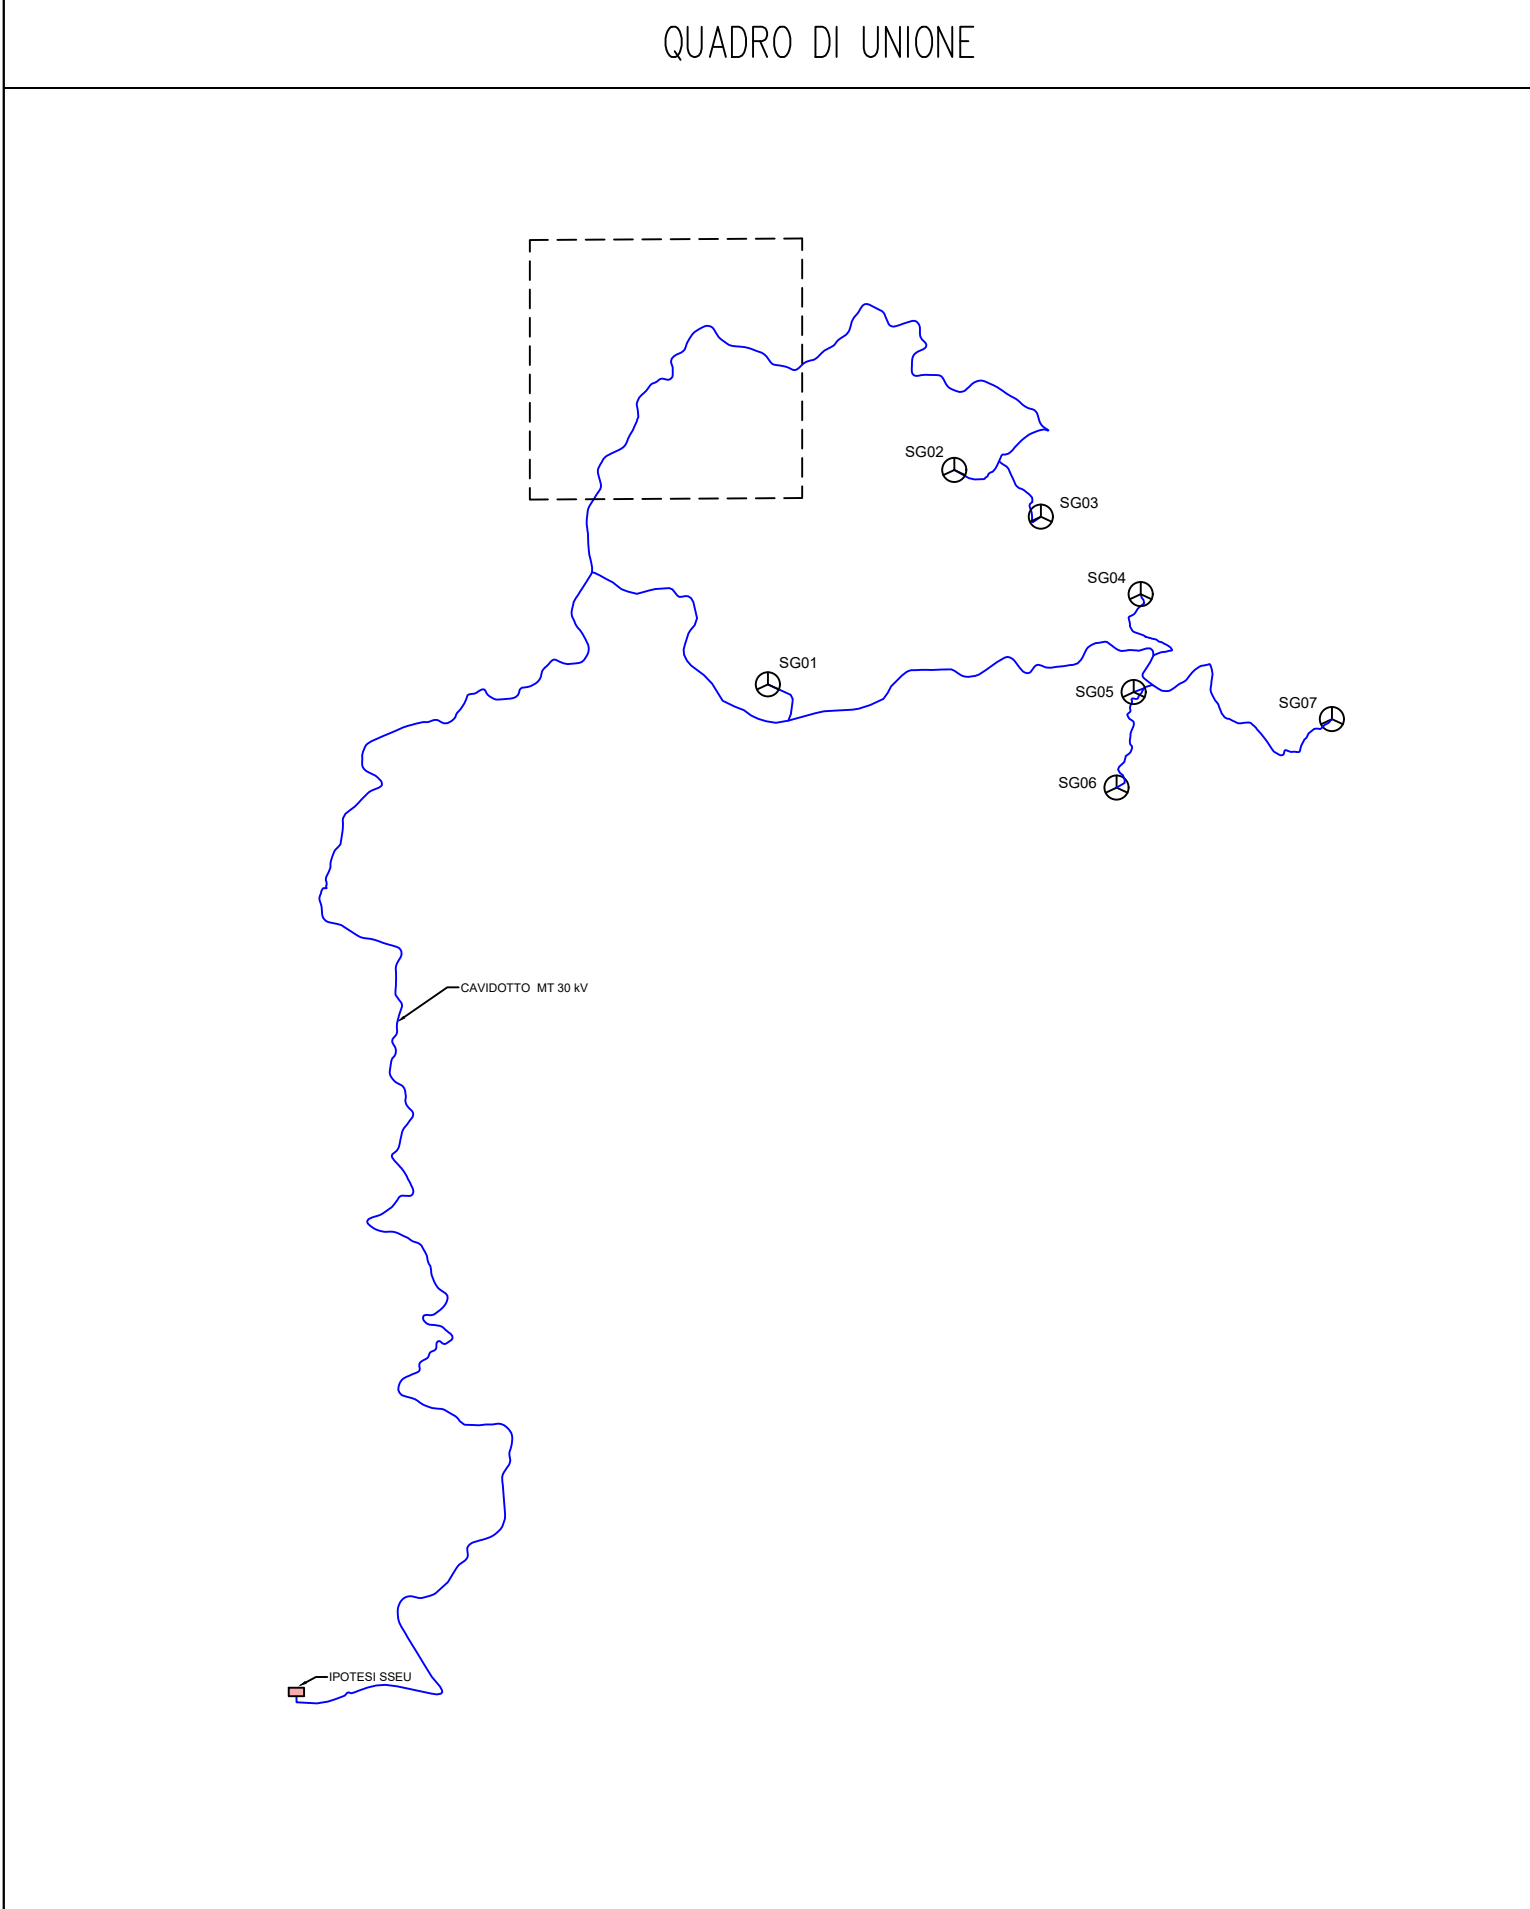 QUADRO DI UNIONE
SG02
SG03
SG04
SG01
SG05
SG07
SG06
CAVIDOTTO MT 30 kV
IPOTESI SSEU